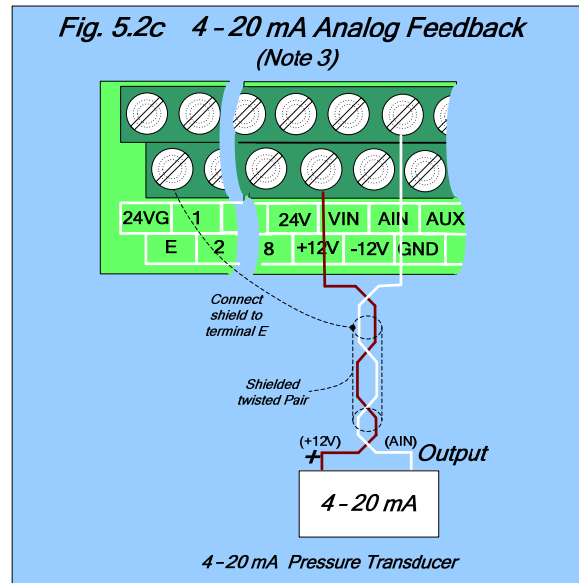 Fig. 5.2c 4 - 20 mA Analog Feedback
(Note 3)
24VG 1 24V VIN AIN AUX
E 2 8 +12V -12V GND
Connect
shield to
terminal E
Shielded
twisted Pair
(+12V) (AIN)
+ Output
4 - 20 mA
4 - 20 mA Pressure Transducer